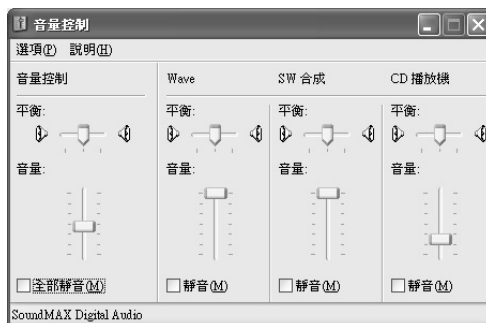 音量控制
選項(P) 說明(H)
音量控制 Wave SW 合成 CD 播放機
平衡: 平衡: 平衡: 平衡:
音量: 音量: 音量: 音量:
全部靜音(M) 靜音(M) 靜音(M) 靜音(M)
SoundMAX Digital Audio